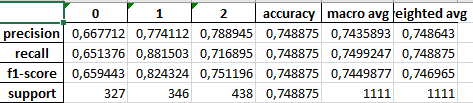 0 1 2 accuracy macro avg eighted avg
precision 0,667712 0,774112 0,788945 0,748875 0,7435893 0,748643
recall 0,651376 0,881503 0,716895 0,748875 0,7499247 0,748875
f1-score 0,659443 0,824324 0,751196 0,748875 0,7449877 0,746965
support 327 346 438 0,748875 1111 1111